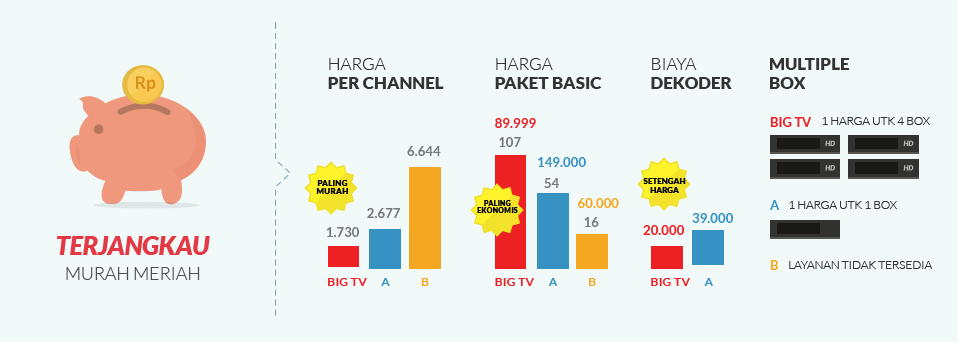 Rp
TERJANGKAU
MURAH MERIAH
HARGA
PER CHANNEL
PALING
MURAH
1.730
2.677
6.644
BIG TV
A
B
HARGA
PAKET BASIC
89.999
107
149.000
54
60.000
16
PALING
EKONOMIS
BIG TV
A
B
BIAYA
DEKODER
SETENGAH
HARGA
20.000
39.000
BIG TV
A
MULTIPLE
BOX
BIG TV 1 HARGA UTK 4 BOX
HD HD
HD HD
A 1 HARGA UTK 1 BOX
B LAYANAN TIDAK TERSEDIA